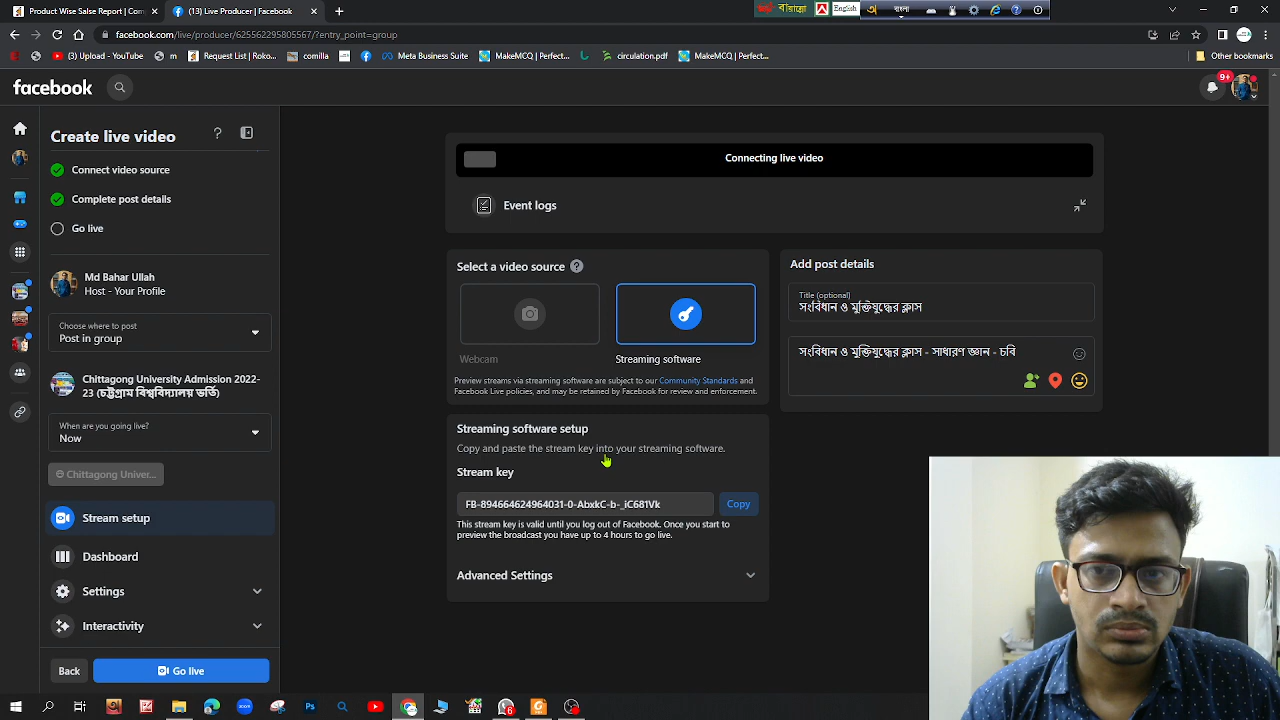 Product Wise Sales Report | Con
(13) Live Producer | Facebook
বাংলারো
English
অ
বাংলা
facebook.com/live/producer/625562295805567/?entry_point=group
(3) Upload - YouTube
m
Request List | Roko...
comilla
Meta Business Suite
MakeMCQ | Perfect...
circulation.pdf
MakeMCQ | Perfect...
Other bookmarks
facebook
9+
Create live video
?
Connect video source
Complete post details
Go live
Md Bahar Ullah
Host - Your Profile
Choose where to post
Post in group
Chittagong University Admission 2022-
23 (চট্টগ্রাম বিশ্ববিদ্যালয় ভর্তি)
When are you going live?
Now
Chittagong Univer...
Stream setup
Dashboard
Settings
Interactivity
Back
Go live
Connecting live video
Event logs
Select a video source ?
Webcam
Streaming software
Preview streams via streaming software are subject to our Community Standards and
Facebook Live policies, and may be retained by Facebook for review and enforcement.
Streaming software setup
Copy and paste the stream key into your streaming software.
Stream key
FB-894664624964031-0-AbxkC-b-_iC681Vk
Copy
This stream key is valid until you log out of Facebook. Once you start to
preview the broadcast you have up to 4 hours to go live.
Advanced Settings
Add post details
Title (optional)
সংবিধান ও মুক্তিযুদ্ধের ক্লাস
সংবিধান ও মুক্তিযুদ্ধের ক্লাস - সাধারণ জ্ঞান - চবি
zoom
Ps